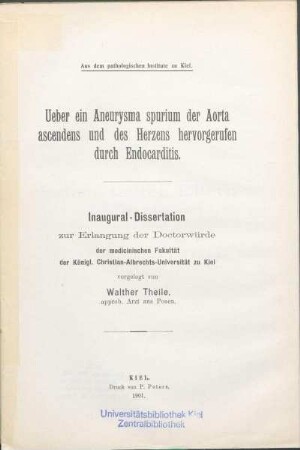 Aus dem pathologischen Institute zu Kiel.
Ueber ein Aneurysma spurium der Aorta
ascendens und des Herzens hervorgerufen
durch Endocarditis.
Inaugural-Dissertation
zur Erlangung der Doctorwürde
der medicinischen Fakultät
der Königl. Christian-Albrechts-Universität zu Kiel
vorgelegt von
Walther Theile,
approb. Arzt aus Posen.
KIEL.
Druck von P. Peters.
1901.
Universitätsbibliothek Kiel
Zentralbibliothek